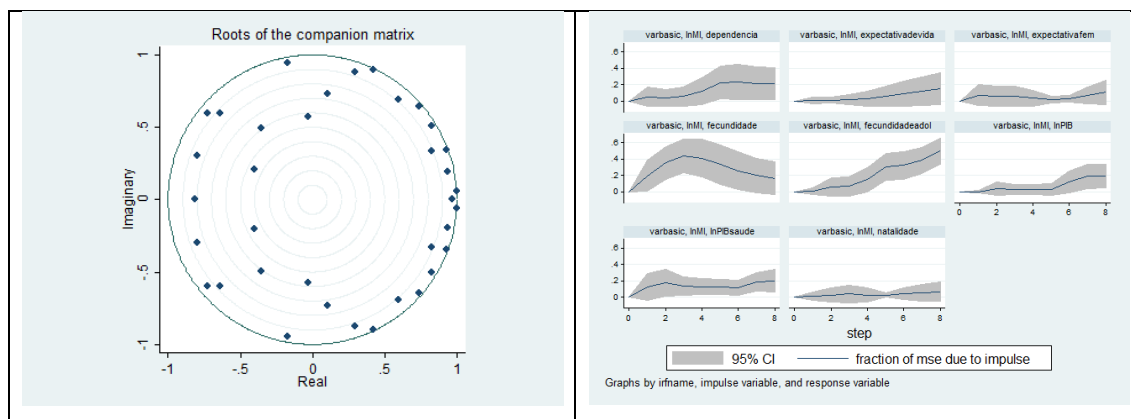 Roots of the companion matrix
1
.5
0
-.5
-1
Imaginary
-1 -.5 0 .5 1
Real
varbasic, lnMI, dependencia varbasic, lnMI, expectativadevida varbasic, lnMI, expectativafem
.6
.4
.2
0
varbasic, lnMI, fecundidade varbasic, lnMI, fecundidadeadol varbasic, lnMI, lnPIB
.6
.4
.2
0
0 2 4 6 8
varbasic, lnMI, lnPIBsaude varbasic, lnMI, natalidade
.6
.4
.2
0
0 2 4 6 8 0 2 4 6 8
step
95% CI fraction of mse due to impulse
Graphs by irfname, impulse variable, and response variable